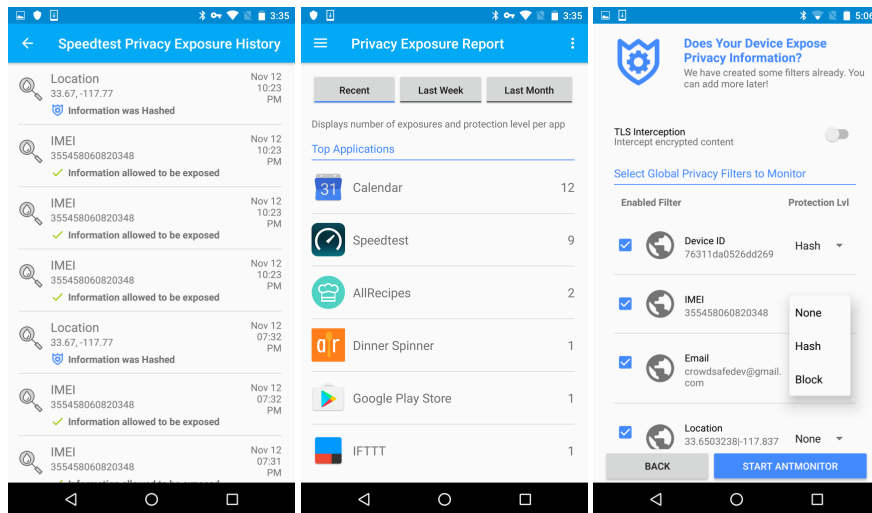 3:35
Speedtest Privacy Exposure History
Location
33.67, -117.77
Information was Hashed
Nov 12
10:23
PM
IMEI
355458060820348
Information allowed to be exposed
Nov 12
10:23
PM
IMEI
355458060820348
Information allowed to be exposed
Nov 12
10:23
PM
IMEI
355458060820348
Information allowed to be exposed
Nov 12
10:23
PM
Location
33.67, -117.77
Information was Hashed
Nov 12
07:32
PM
IMEI
355458060820348
Information allowed to be exposed
Nov 12
07:32
PM
IMEI
355458060820348
Nov 12
07:31
PM
3:35
Privacy Exposure Report
Recent
Last Week
Last Month
Displays number of exposures and protection level per app
Top Applications
31
Calendar 12
Speedtest 9
AllRecipes 2
Dinner Spinner 1
Google Play Store 1
IFTTT 1
5:06
Does Your Device Expose
Privacy Information?
We have created some filters already. You
can add more later!
TLS Interception
Intercept encrypted content
Select Global Privacy Filters to Monitor
Enabled Filter Protection Lvl
Device ID
76311da0526dd269
Hash
IMEI
355458060820348
None
Hash
Block
Email
crowdsafedev@gmail.
com
Location
33.6503238|-117.837
None
BACK
START ANTMONITOR